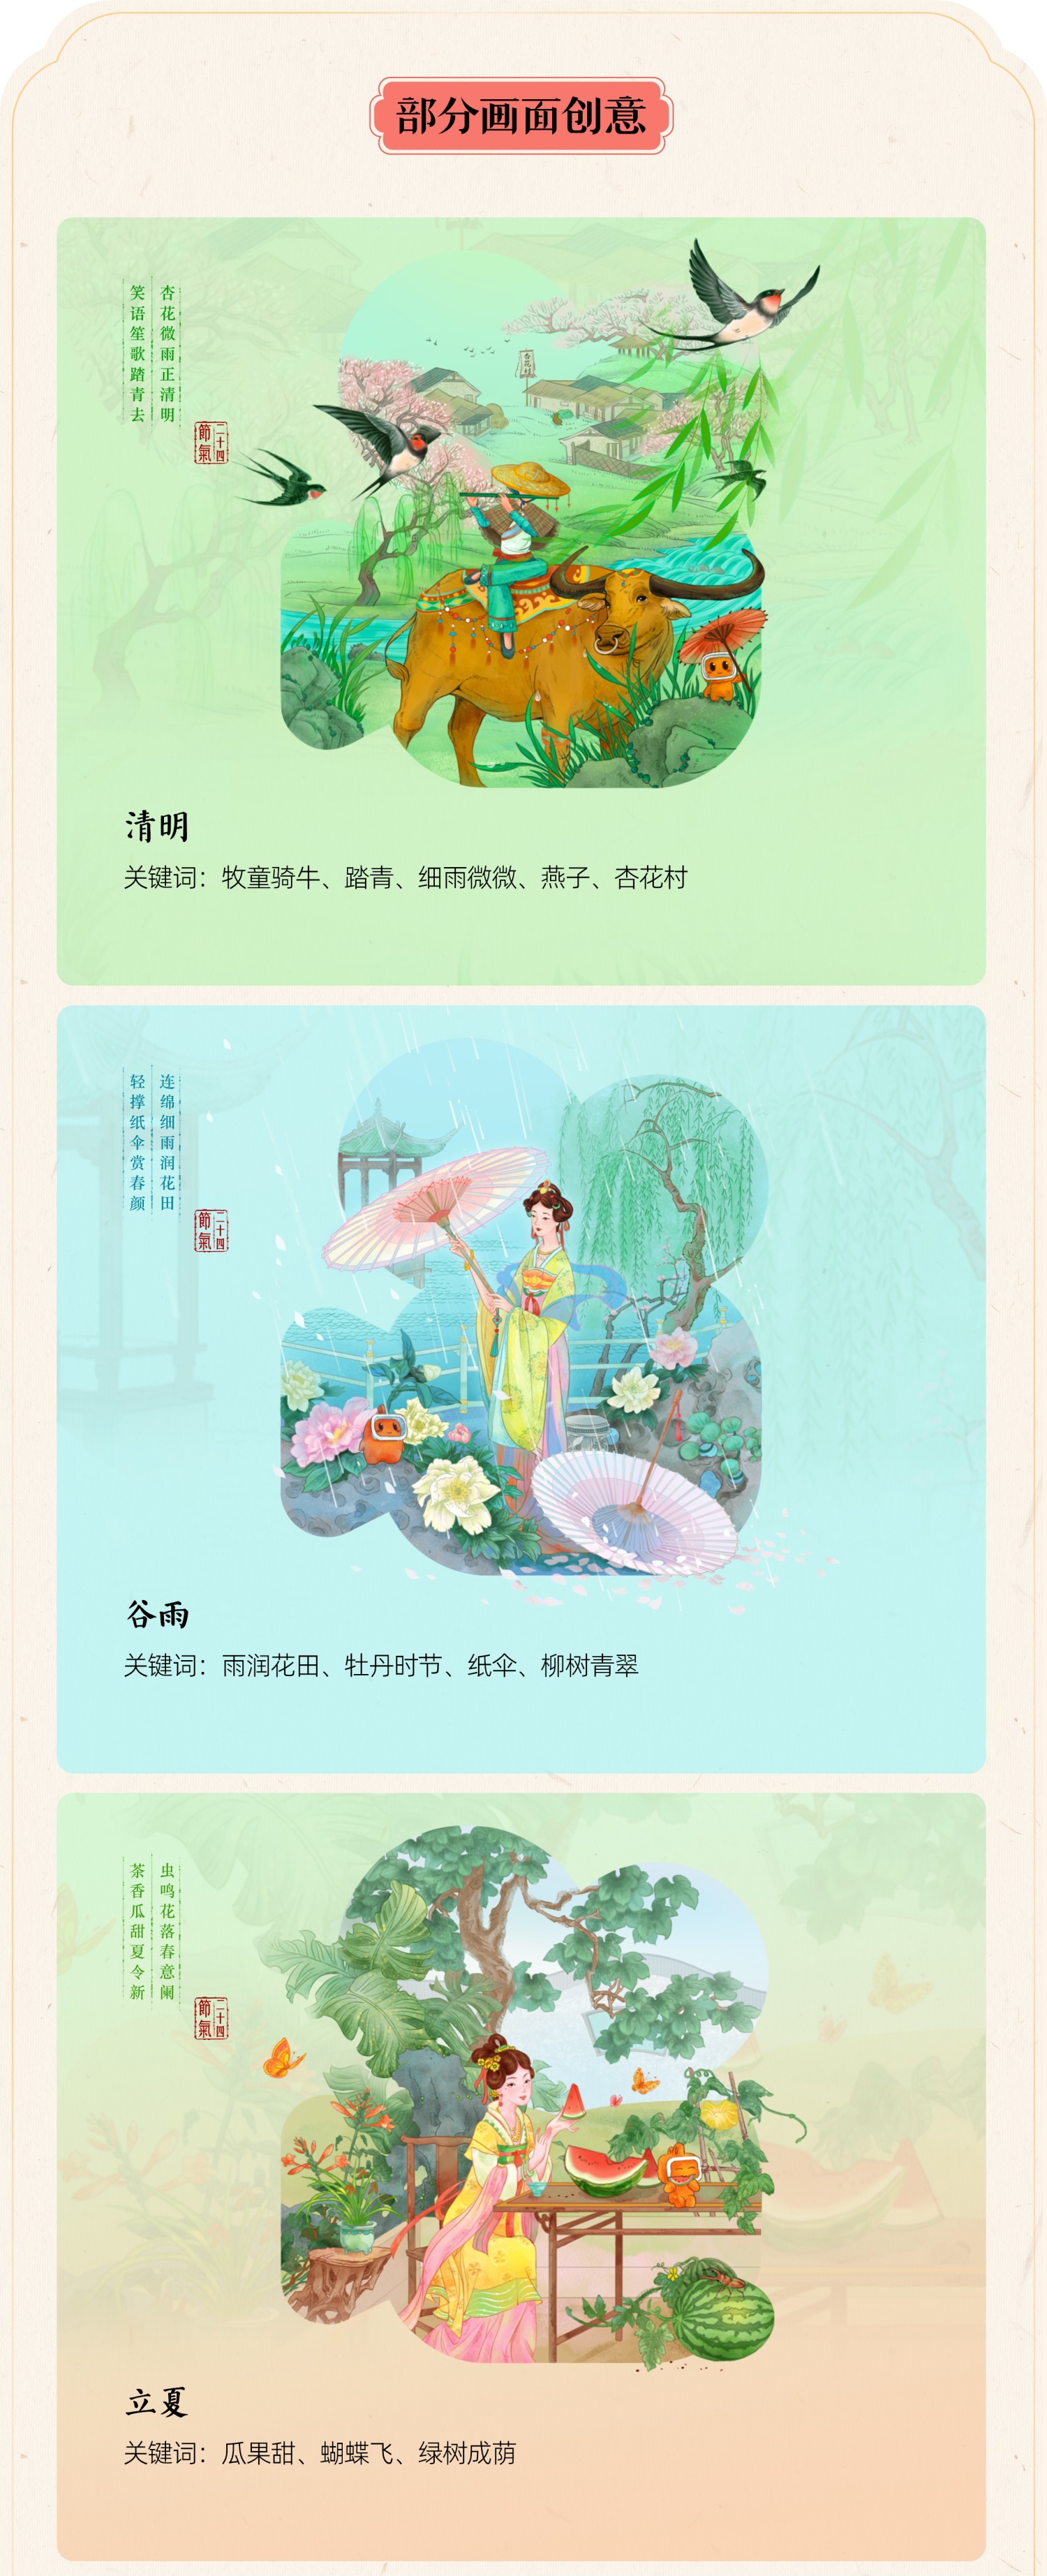 部分画面创意
杏花微雨正清明
笑语笙歌踏青去
二十四
節氣
杏花村
清明
关键词：牧童骑牛、踏青、细雨微微、燕子、杏花村
连绵细雨润花田
轻撑纸伞赏春颜
二十四
節氣
谷雨
关键词：雨润花田、牡丹时节、纸伞、柳树青翠
虫鸣花落春意阑
茶香瓜甜夏令新
二十四
節氣
立夏
关键词：瓜果甜、蝴蝶飞、绿树成荫